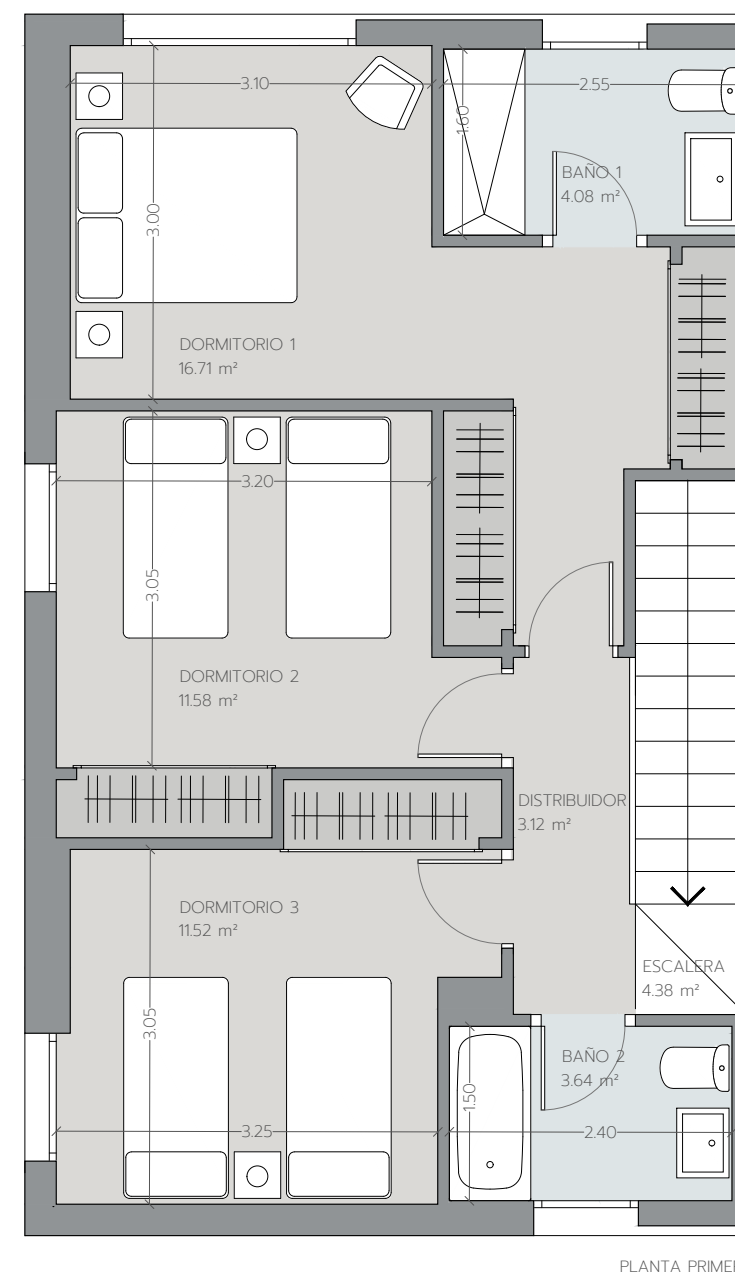 3.10
2.55
1.60
BAÑO 1
4.08 m²
3.00
DORMITORIO 1
16.71 m²
3.20
3.05
DORMITORIO 2
11.58 m²
DISTRIBUIDOR
3.12 m²
DORMITORIO 3
11.52 m²
ESCALERA
4.38 m²
3.05
BAÑO 2
3.64 m²
1.50
3.25
2.40
PLANTA